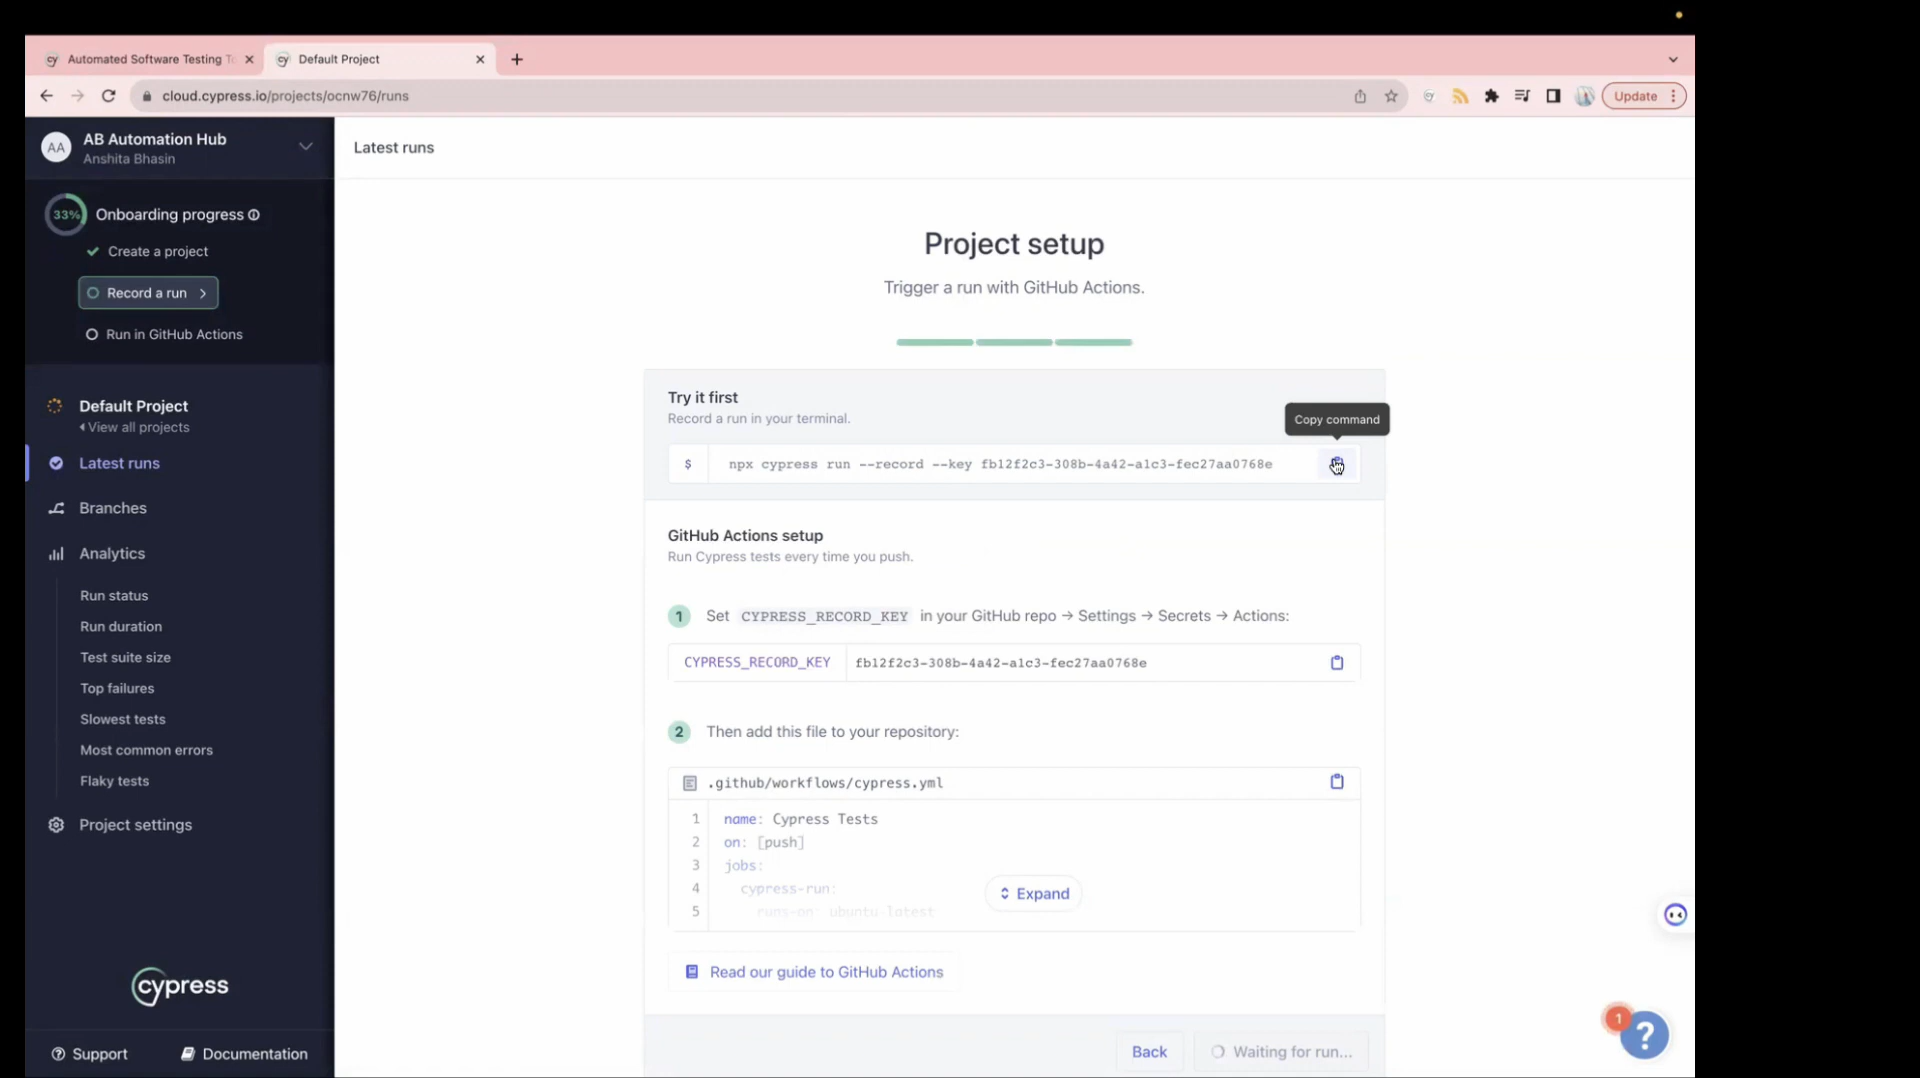 Automated Software Testing T
Default Project
cloud.cypress.io/projects/ocnw76/runs
Update
AA
AB Automation Hub
Anshita Bhasin
33%
Onboarding progress
Create a project
Record a run
Run in GitHub Actions
Default Project
View all projects
Latest runs
Branches
Analytics
Run status
Run duration
Test suite size
Top failures
Slowest tests
Most common errors
Flaky tests
Project settings
cypress
Support
Documentation
Latest runs
Project setup
Trigger a run with GitHub Actions.
Try it first
Record a run in your terminal.
Copy command
$ npx cypress run --record --key fb12f2c3-308b-4a42-a1c3-fec27aa0768e
GitHub Actions setup
Run Cypress tests every time you push.
1 Set CYPRESS_RECORD_KEY in your GitHub repo → Settings → Secrets → Actions:
CYPRESS_RECORD_KEY fb12f2c3-308b-4a42-a1c3-fec27aa0768e
2 Then add this file to your repository:
.github/workflows/cypress.yml
1 name: Cypress Tests
2 on: [push]
3 jobs:
4 cypress-run:
5 runs-on: ubuntu-latest
Expand
Read our guide to GitHub Actions
Back
Waiting for run...
1
?